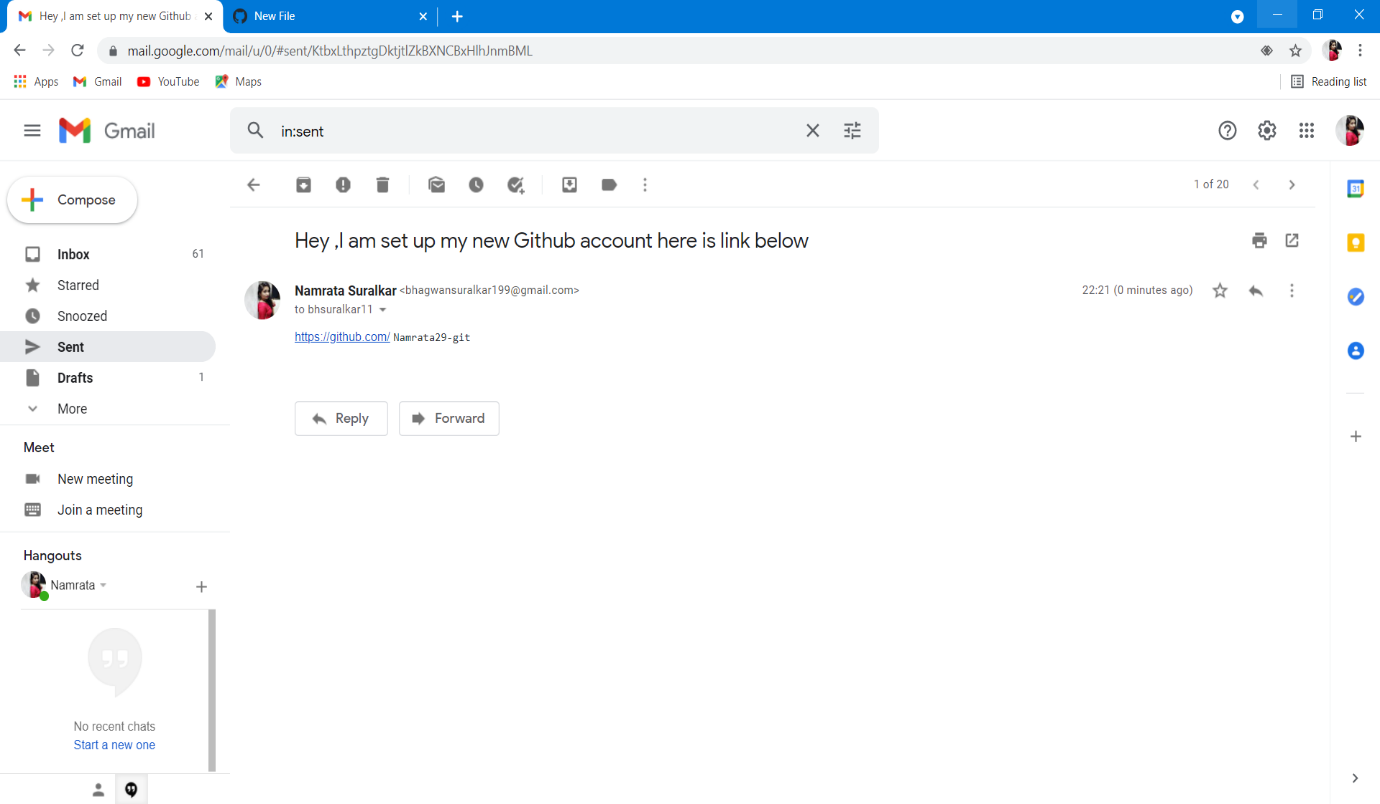 Hey ,I am set up my new Github
New File
mail.google.com/mail/u/0/#sent/KtbxLthpztgDktjtlZkBXNCBxHlhJnmBML
Apps Gmail YouTube Maps Reading list
Gmail
in:sent
Compose
1 of 20
Hey ,I am set up my new Github account here is link below
Inbox 61
Starred
Snoozed
Sent
Drafts 1
More
Namrata Suralkar <bhagwansuralkar199@gmail.com> 22:21 (0 minutes ago)
to bhsuralkar11
https://github.com/ Namrata29-git
Reply Forward
Meet
New meeting
Join a meeting
Hangouts
Namrata
No recent chats
Start a new one
31